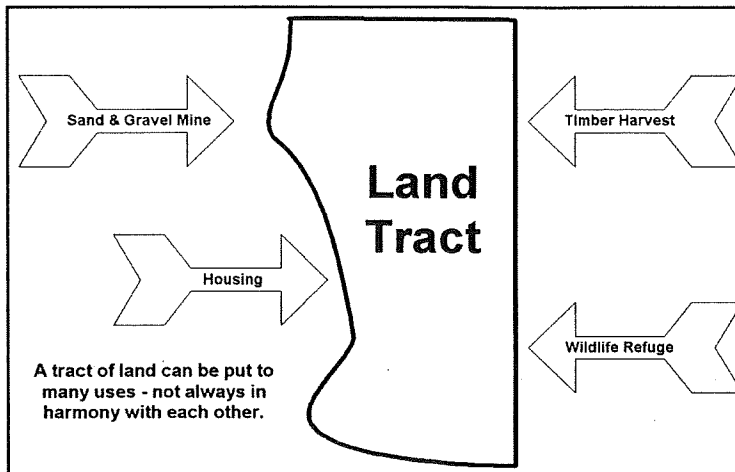 Sand & Gravel Mine
Timber Harvest
Land
Tract
Housing
Wildlife Refuge
A tract of land can be put to
many uses - not always in
harmony with each other.